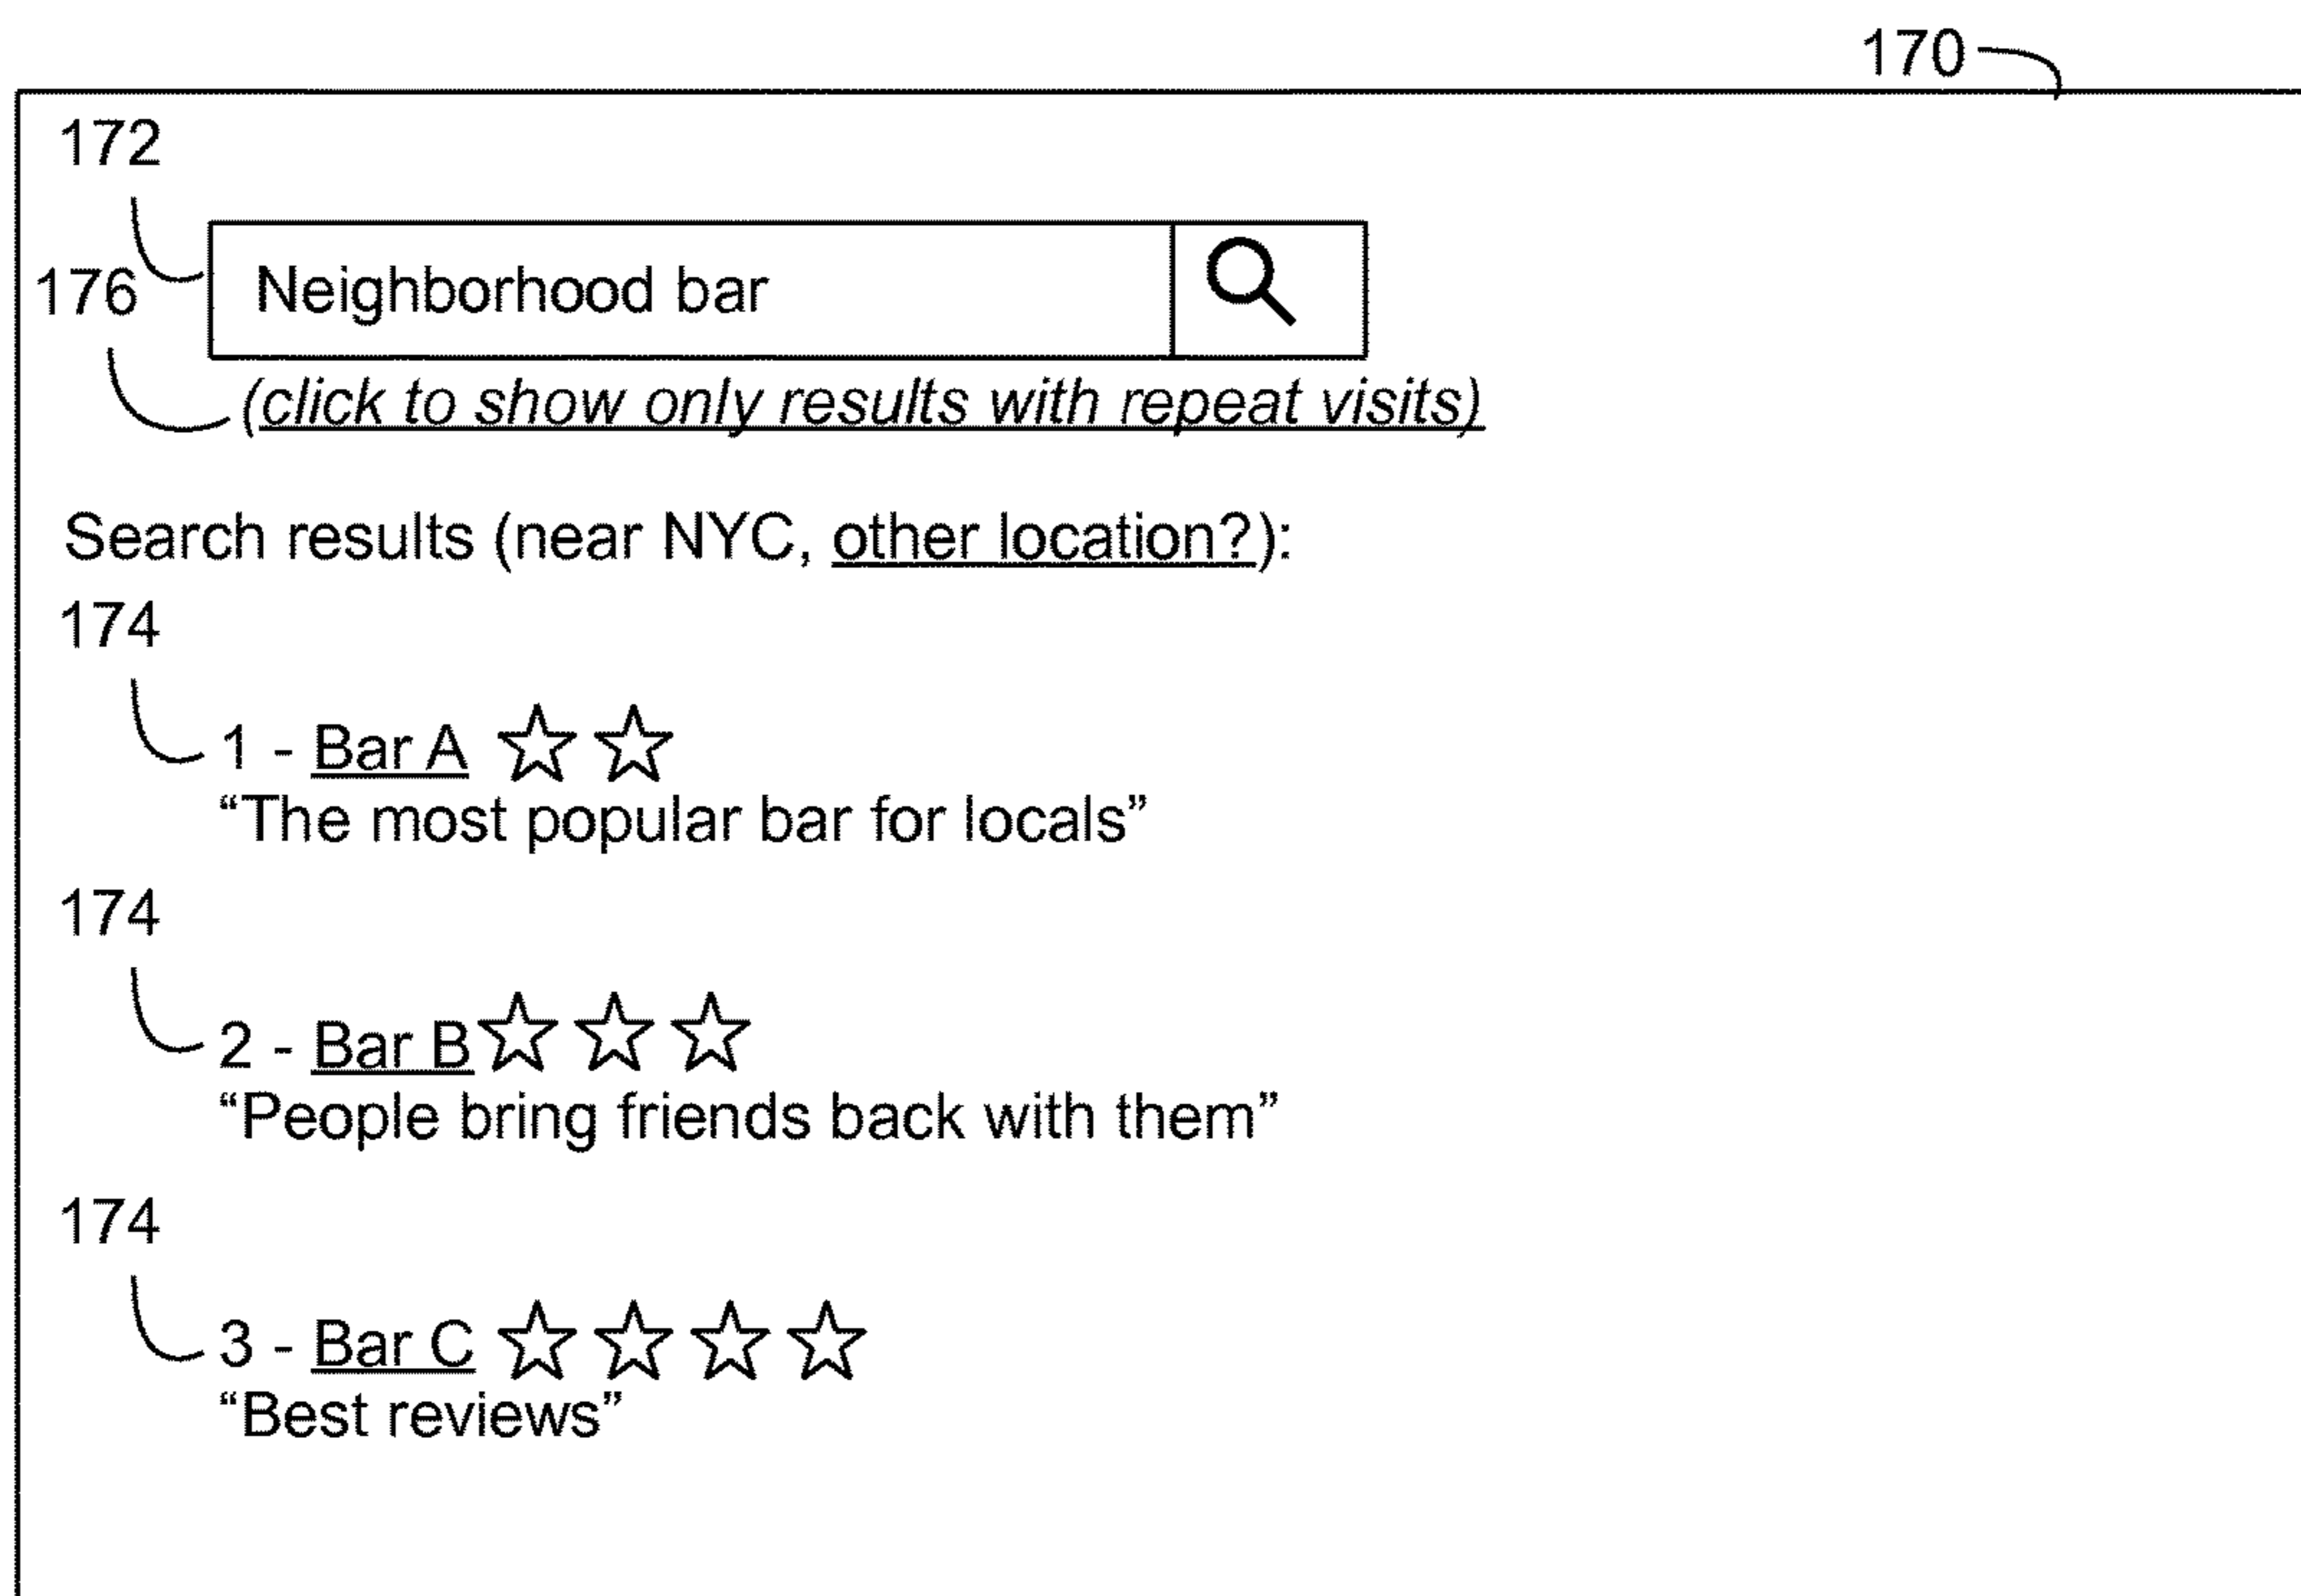 170
172
176
Neighborhood bar
(click to show only results with repeat visits)
Search results (near NYC, other location?):
174
1 - Bar A
“The most popular bar for locals”
174
2 - Bar B
“People bring friends back with them”
174
3 - Bar C
“Best reviews”